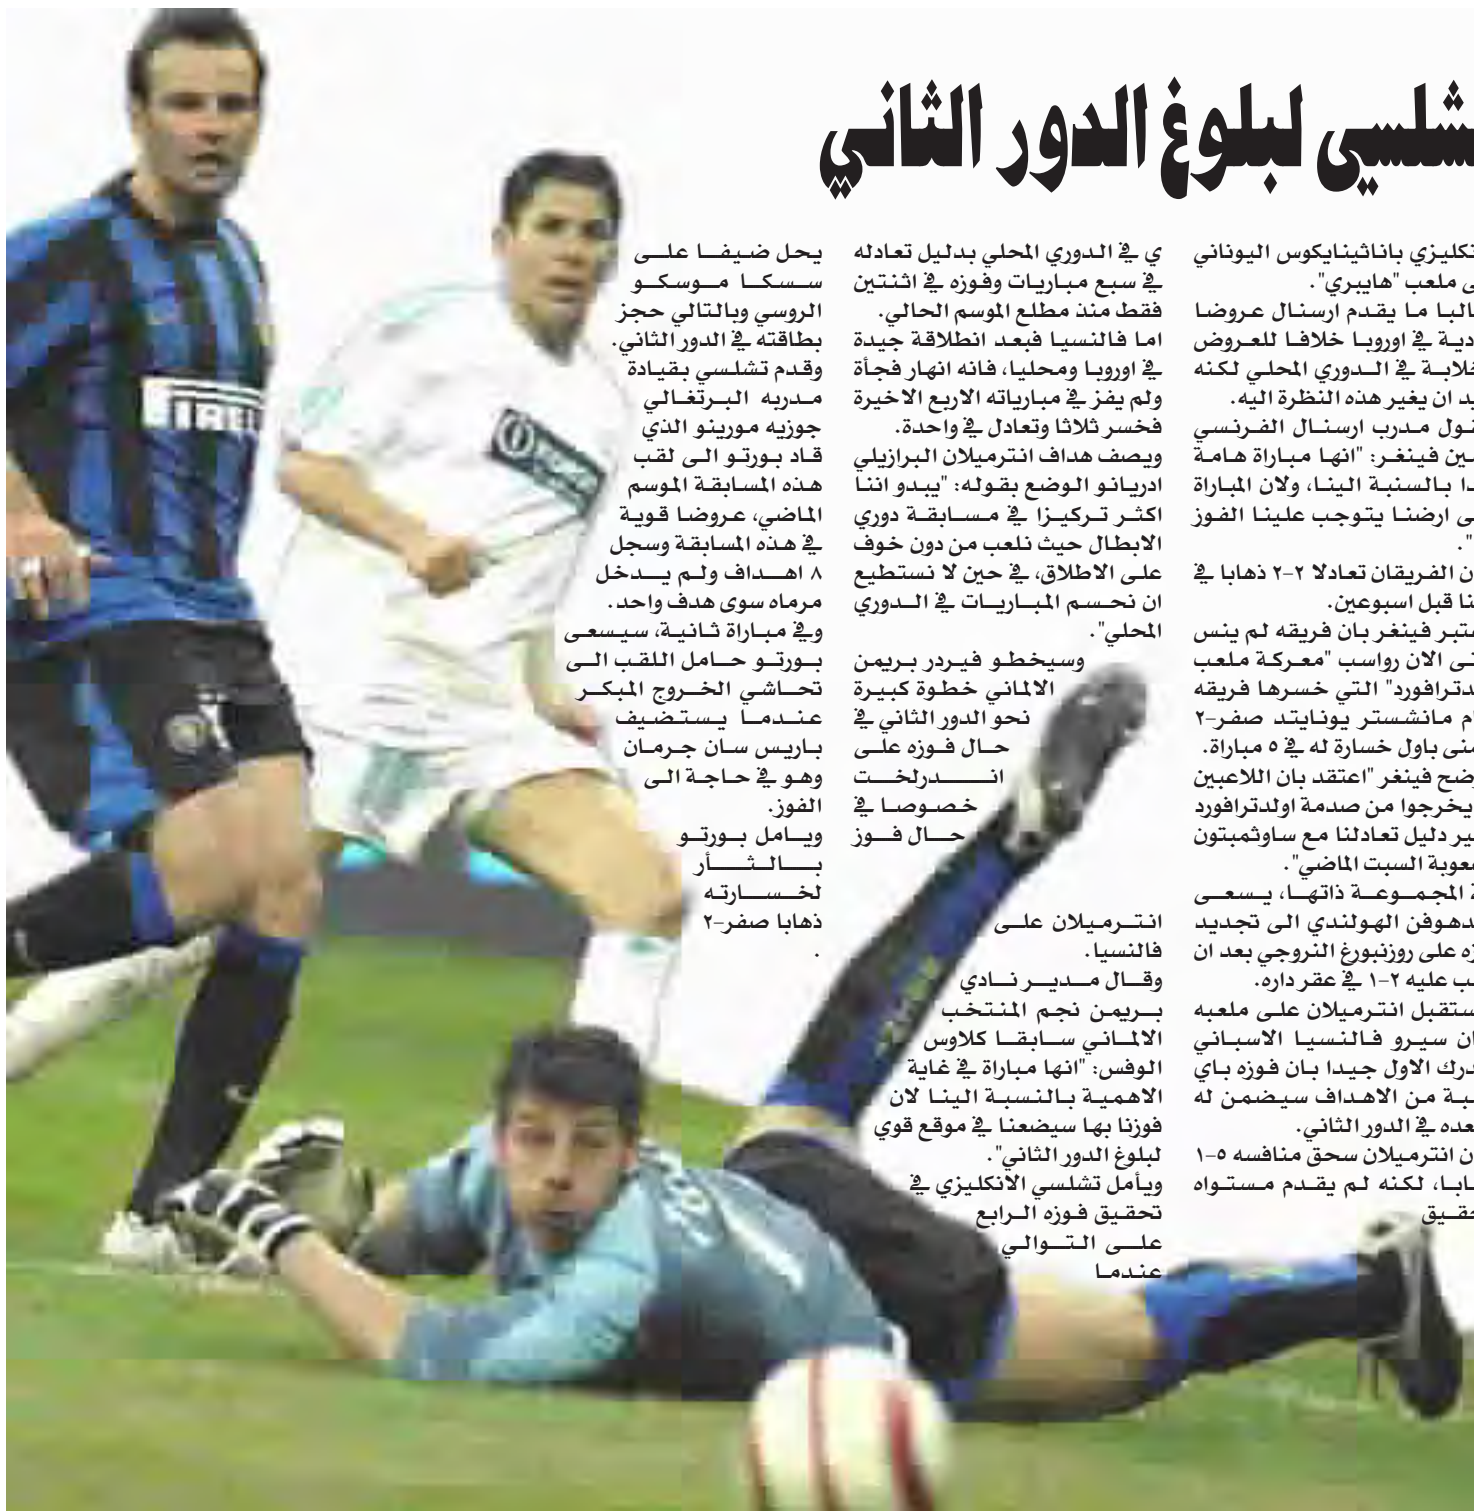 تشلسي لبلوغ الدور الثاني
تكليزي باناثينايكوس اليوناني
ى ملعب "هايبري".
البا ما يقدم ارسنال عروضا
دية في اوروبا خلافا للعروض
خلابة في الدوري المحلي لكنه
يد ان يغير هذه النظرة اليه.
قول مدرب ارسنال الفرنسي
سين فينغر: "انها مباراة هامة
دا بالسنبة الينا، ولان المباراة
ى ارضنا يتوجب علينا الفوز
".
ن الفريقان تعادلا ٢-٢ ذهابا في
نا قبل اسبوعين.
تبر فينغر بان فريقه لم ينس
تى الان رواسب "معركة ملعب
دترافورد" التي خسرها فريقه
ام مانشستر يونايتد صفر-٢
منى باول خسارة له في ٥ مباراة.
ضح فينغر "اعتقد بان اللاعبين
يخرجوا من صدمة اولدترافورد
ير دليل تعادلنا مع ساوثمبتون
عوبة السبت الماضي".
ة المجموعة ذاتها، يسعى
دهوفن الهولندي الى تجديد
زه على روزنبورغ النروجي بعد ان
ب عليه ٢-١ في عقر داره.
ستقبل انترميلان على ملعبه
ان سيرو فالنسيا الاسباني
درك الاول جيدا بان فوزه باي
بة من الاهداف سيضمن له
عده في الدور الثاني.
ن انترميلان سحق منافسه ٥-١
ابا، لكنه لم يقدم مستواه
قيق
ي في الدوري المحلي بدليل تعادله
في سبع مباريات وفوزه في اثنتين
فقط منذ مطلع الموسم الحالي.
اما فالنسيا فبعد انطلاقة جيدة
في اوروبا ومحليا، فانه انهار فجأة
ولم يفز في مبارياته الاربع الاخيرة
فخسر ثلاثا وتعادل في واحدة.
ويصف هداف انترميلان البرازيلي
ادريانو الوضع بقوله: "يبدو اننا
اكثر تركيزا في مسابقة دوري
الابطال حيث نلعب من دون خوف
على الاطلاق، في حين لا نستطيع
ان نحسم المباريات في الدوري
المحلي".
وسيخطو فيردر بريمن
الالماني خطوة كبيرة
نحو الدور الثاني في
حال فوزه على
اندرلخت
خصوصا في
حال فوز
انترميلان على
فالنسيا.
وقال مدير نادي
بريمن نجم المنتخب
الالماني سابقا كلاوس
الوفس: "انها مباراة في غاية
الاهمية بالنسبة الينا لان
فوزنا بها سيضعنا في موقع قوي
لبلوغ الدور الثاني".
ويأمل تشلسي الانكليزي في
تحقيق فوزه الرابع
على التوالي
عندما
يحل ضيفا على
سسكا موسكو
الروسي وبالتالي حجز
بطاقته في الدور الثاني.
وقدم تشلسي بقيادة
مدربه البرتغالي
جوزيه مورينو الذي
قاد بورتو الى لقب
هذه المسابقة الموسم
الماضي، عروضا قوية
في هذه المسابقة وسجل
٨ اهداف ولم يدخل
مرماه سوى هدف واحد.
وفي مباراة ثانية، سيسعى
بورتو حامل اللقب الى
تحاشي الخروج المبكر
عندما يستضيف
باريس سان جرمان
وهو في حاجة الى
الفوز.
ويامل بورتو
بالثأر
لخسارته
ذهابا صفر-٢
.
PIRELLI